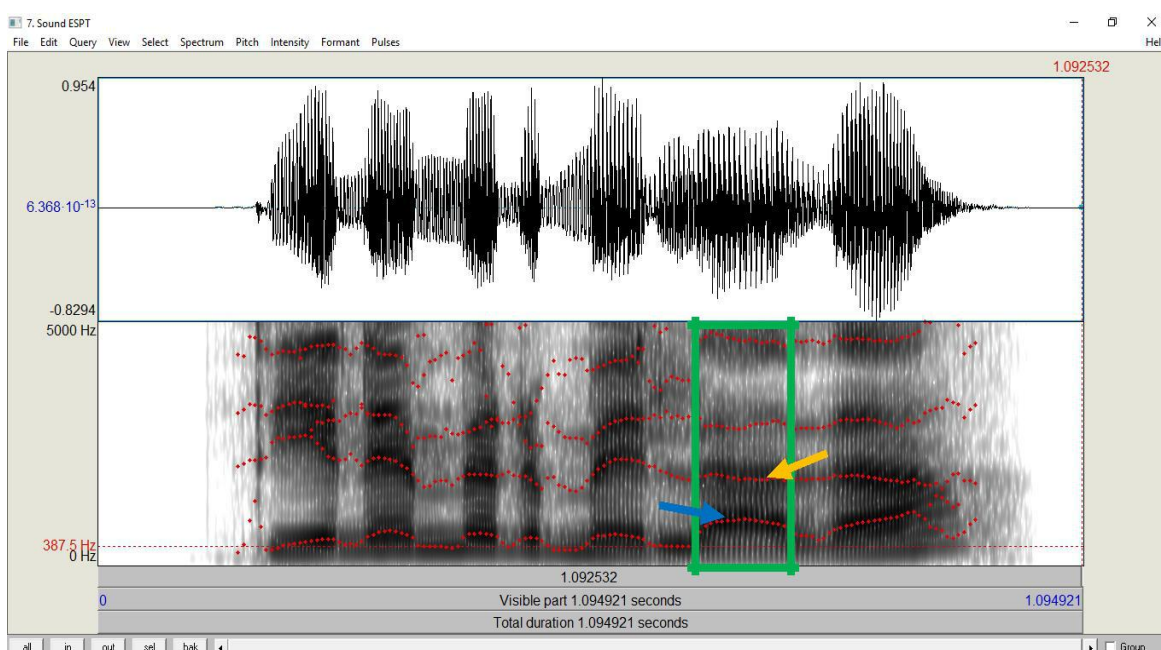 7. Sound ESPT
File Edit Query View Select Spectrum Pitch Intensity Formant Pulses Hel
1.092532
0.954
6.368·10-13
-0.8294
5000 Hz
387.5 Hz
0 Hz
1.092532
0 Visible part 1.094921 seconds 1.094921
Total duration 1.094921 seconds
all in out sel bak Group